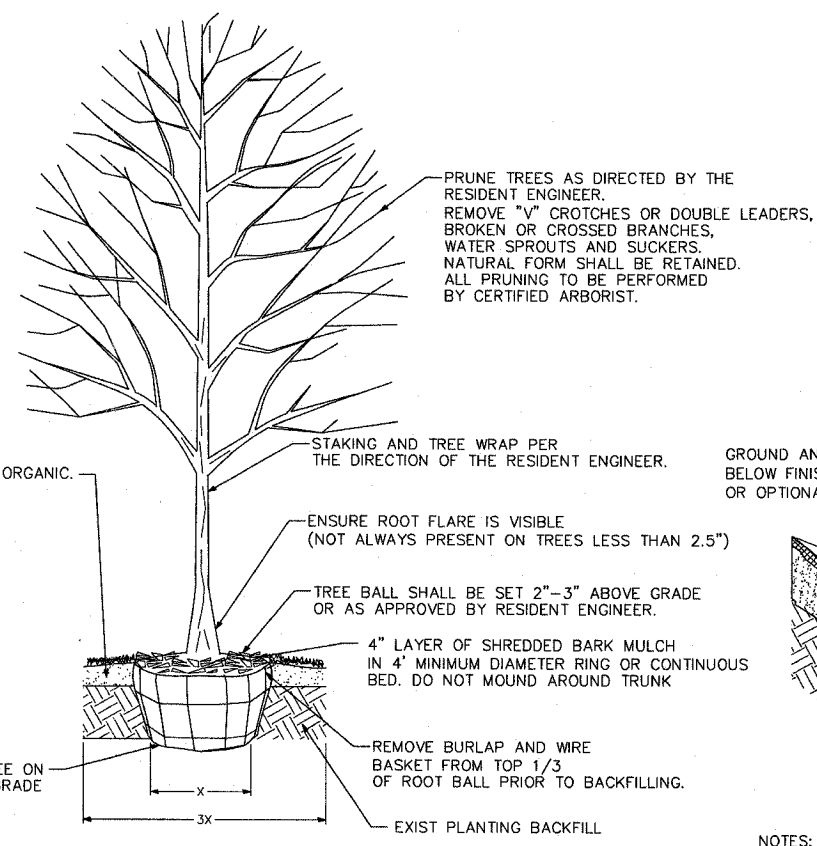 PRUNE TREES AS DIRECTED BY THE
RESIDENT ENGINEER.
REMOVE "V" CROTCHES OR DOUBLE LEADERS,
BROKEN OR CROSSED BRANCHES,
WATER SPROUTS AND SUCKERS.
NATURAL FORM SHALL BE RETAINED.
ALL PRUNING TO BE PERFORMED
BY CERTIFIED ARBORIST.
STAKING AND TREE WRAP PER
THE DIRECTION OF THE RESIDENT ENGINEER.
GROUND AN
BELOW FINIS
OR OPTIONA
ORGANIC.
ENSURE ROOT FLARE IS VISIBLE
(NOT ALWAYS PRESENT ON TREES LESS THAN 2.5")
TREE BALL SHALL BE SET 2"-3" ABOVE GRADE
OR AS APPROVED BY RESIDENT ENGINEER.
4" LAYER OF SHREDDED BARK MULCH
IN 4' MINIMUM DIAMETER RING OR CONTINUOUS
BED. DO NOT MOUND AROUND TRUNK
REMOVE BURLAP AND WIRE
BASKET FROM TOP 1/3
OF ROOT BALL PRIOR TO BACKFILLING.
EE ON
GRADE
X
3X
EXIST PLANTING BACKFILL
NOTES: